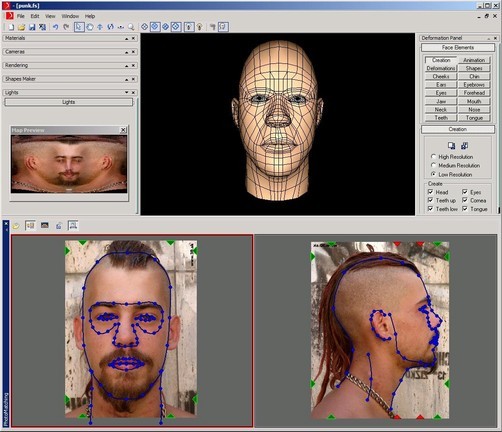 - [punk.fs]
File Edit View Window Help
Materials
Cameras
Rendering
Shapes Maker
Lights
Lights
Map Preview
Deformation Panel
Face Elements
Creation Animation
Deformations Shapes
Cheeks Chin
Ears Eyebrows
Eyes Forehead
Jaw Mouth
Neck Nose
Teeth Tongue
Creation
High Resolution
Medium Resolution
Low Resolution
Create
Head Eyes
Teeth up Cornea
Teeth low Tongue
PhotoMatching